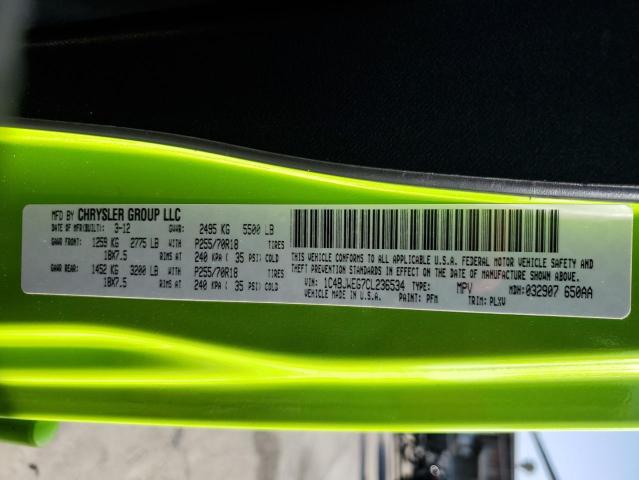 MFD BY CHRYSLER GROUP LLC
DATE OF MFR(BUILT): 3-12 GVWR: 2495 KG 5500 LB
GAWR FRONT: 1259 KG 2775 LB WITH P255/70R18 TIRES
18X7.5 RIMS AT 240 KPA ( 35 PSI) COLD
GAWR REAR: 1452 KG 3200 LB WITH P255/70R18 TIRES
18X7.5 RIMS AT 240 KPA ( 35 PSI) COLD
THIS VEHICLE CONFORMS TO ALL APPLICABLE U.S.A. FEDERAL MOTOR VEHICLE SAFETY AND
THEFT PREVENTION STANDARDS IN EFFECT ON THE DATE OF MANUFACTURE SHOWN ABOVE.
VIN: 1C4BJWEG7CL236534 TYPE: MPV MDH: 032907 650AA
VEHICLE MADE IN U.S.A. PAINT: PFN TRIM: PLXV